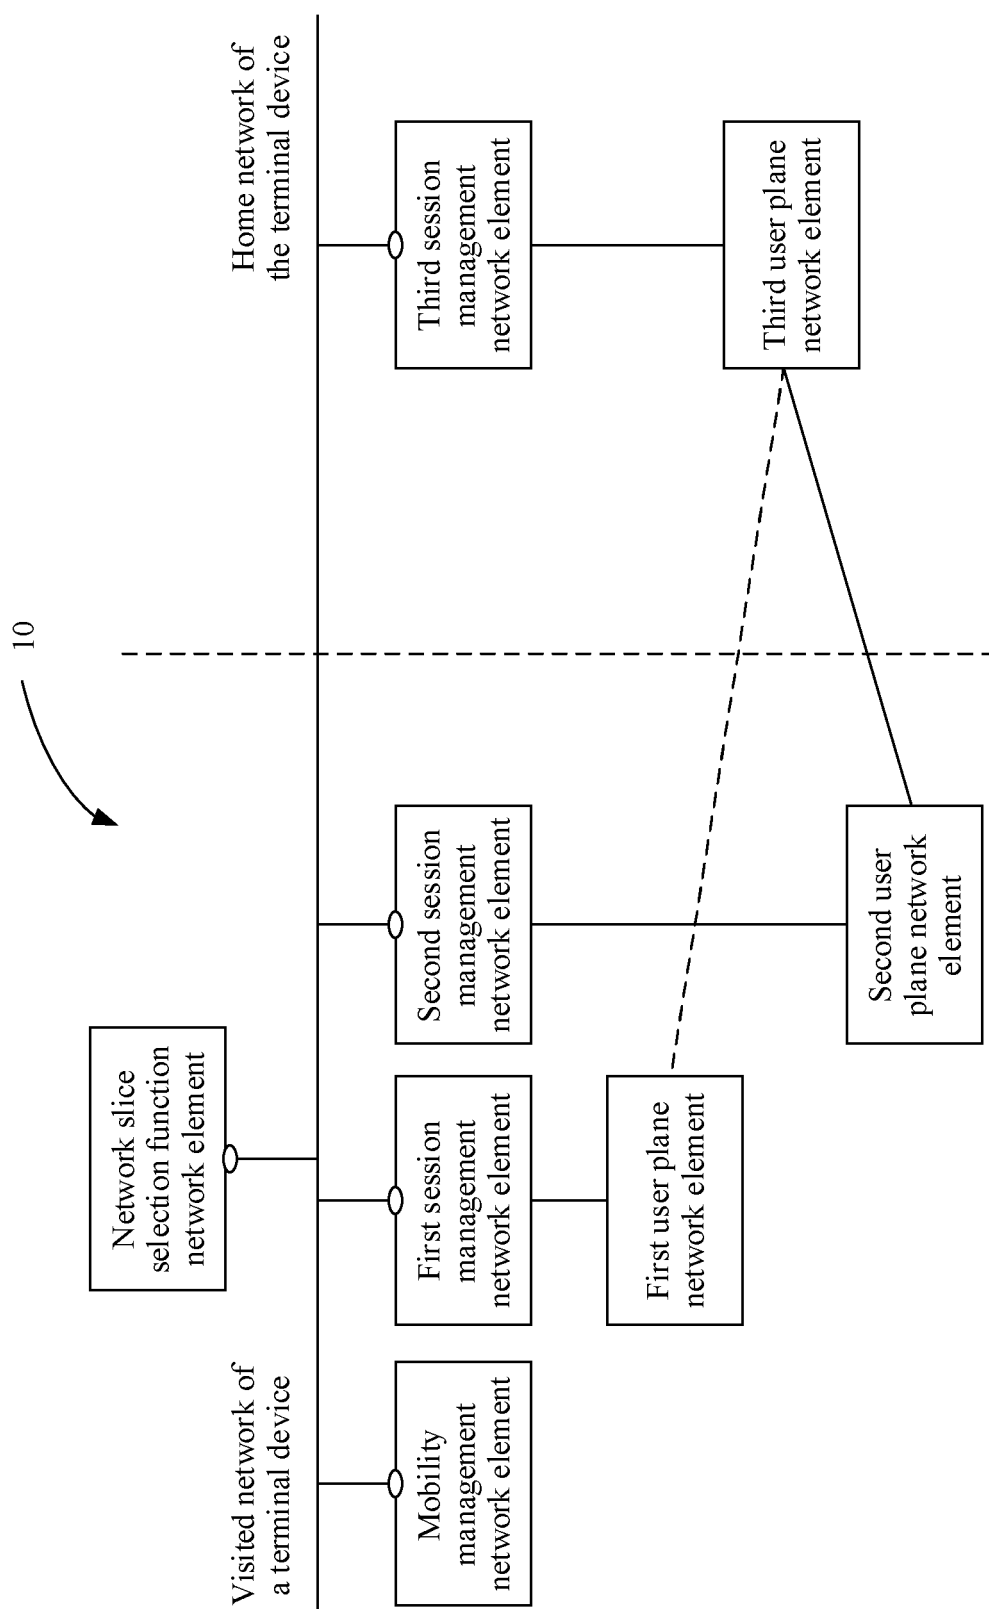 10
Visited network of
a terminal device
Network slice
selection function
network element
Home network of
the terminal device
Mobility
management
network element
First session
management
network element
Second session
management
network element
Third session
management
network element
First user plane
network element
Second user
plane network
element
Third user plane
network element